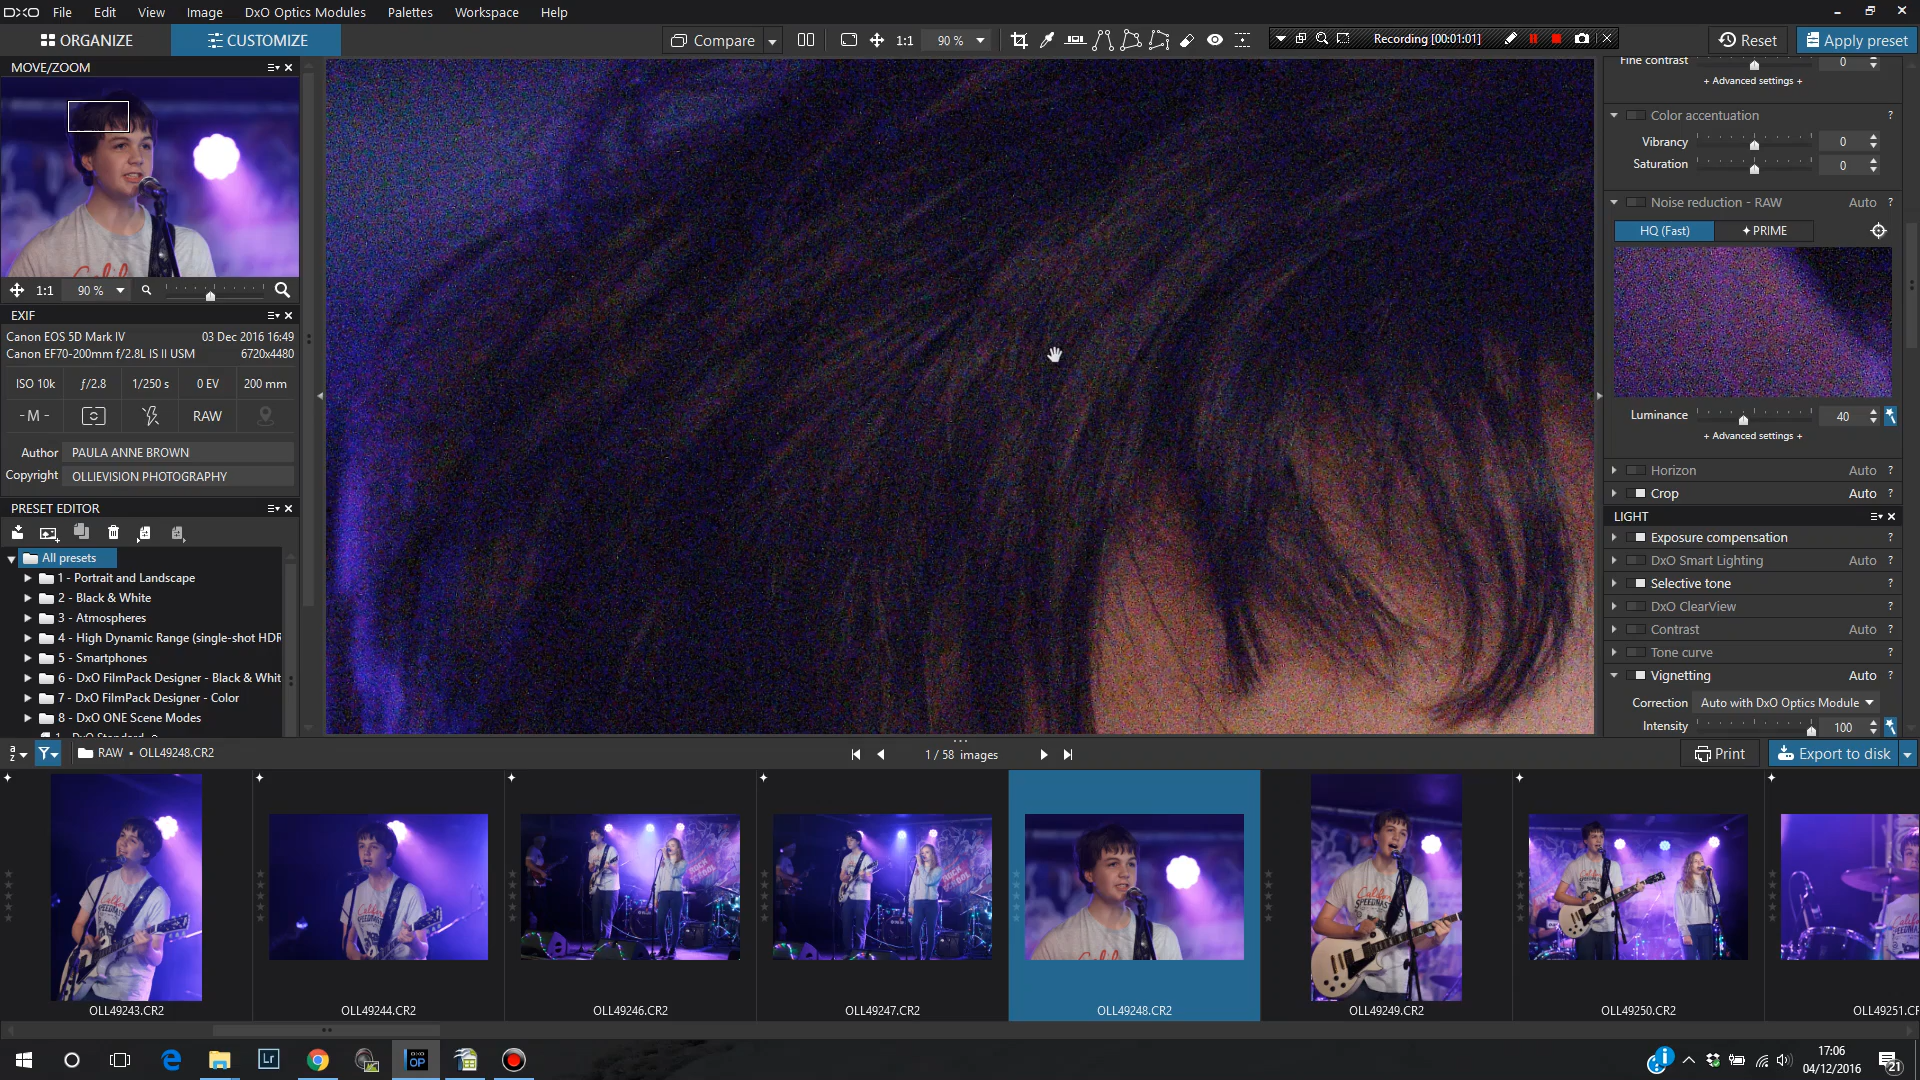 DXO File Edit View Image DxO Optics Modules Palettes Workspace Help
ORGANIZE CUSTOMIZE Compare 1:1 90 % Recording [00:01:01] Reset Apply preset
MOVE/ZOOM
1:1 90 %
EXIF
Canon EOS 5D Mark IV 03 Dec 2016 16:49
Canon EF70-200mm f/2.8L IS II USM 6720x4480
ISO 10k ƒ/2.8 1/250 s 0 EV 200 mm
- M - RAW
Author PAULA ANNE BROWN
Copyright OLLIEVISION PHOTOGRAPHY
PRESET EDITOR
All presets
1 - Portrait and Landscape
2 - Black & White
3 - Atmospheres
4 - High Dynamic Range (single-shot HDR
5 - Smartphones
6 - DxO FilmPack Designer - Black & Whit
7 - DxO FilmPack Designer - Color
8 - DxO ONE Scene Modes
Fine contrast 0
+ Advanced settings +
Color accentuation ?
Vibrancy 0
Saturation 0
Noise reduction - RAW Auto ?
HQ (Fast) PRIME
Luminance 40
+ Advanced settings +
Horizon Auto ?
Crop Auto ?
LIGHT
Exposure compensation ?
DxO Smart Lighting Auto ?
Selective tone ?
DxO ClearView ?
Contrast Auto ?
Tone curve ?
Vignetting Auto ?
Correction Auto with DxO Optics Module
Intensity 100
a z RAW • OLL49248.CR2 1 / 58 images Print Export to disk
OLL49243.CR2 OLL49244.CR2 OLL49246.CR2 OLL49247.CR2 OLL49248.CR2 OLL49249.CR2 OLL49250.CR2 OLL49251.CF
Lr OP 17:06
04/12/2016 21